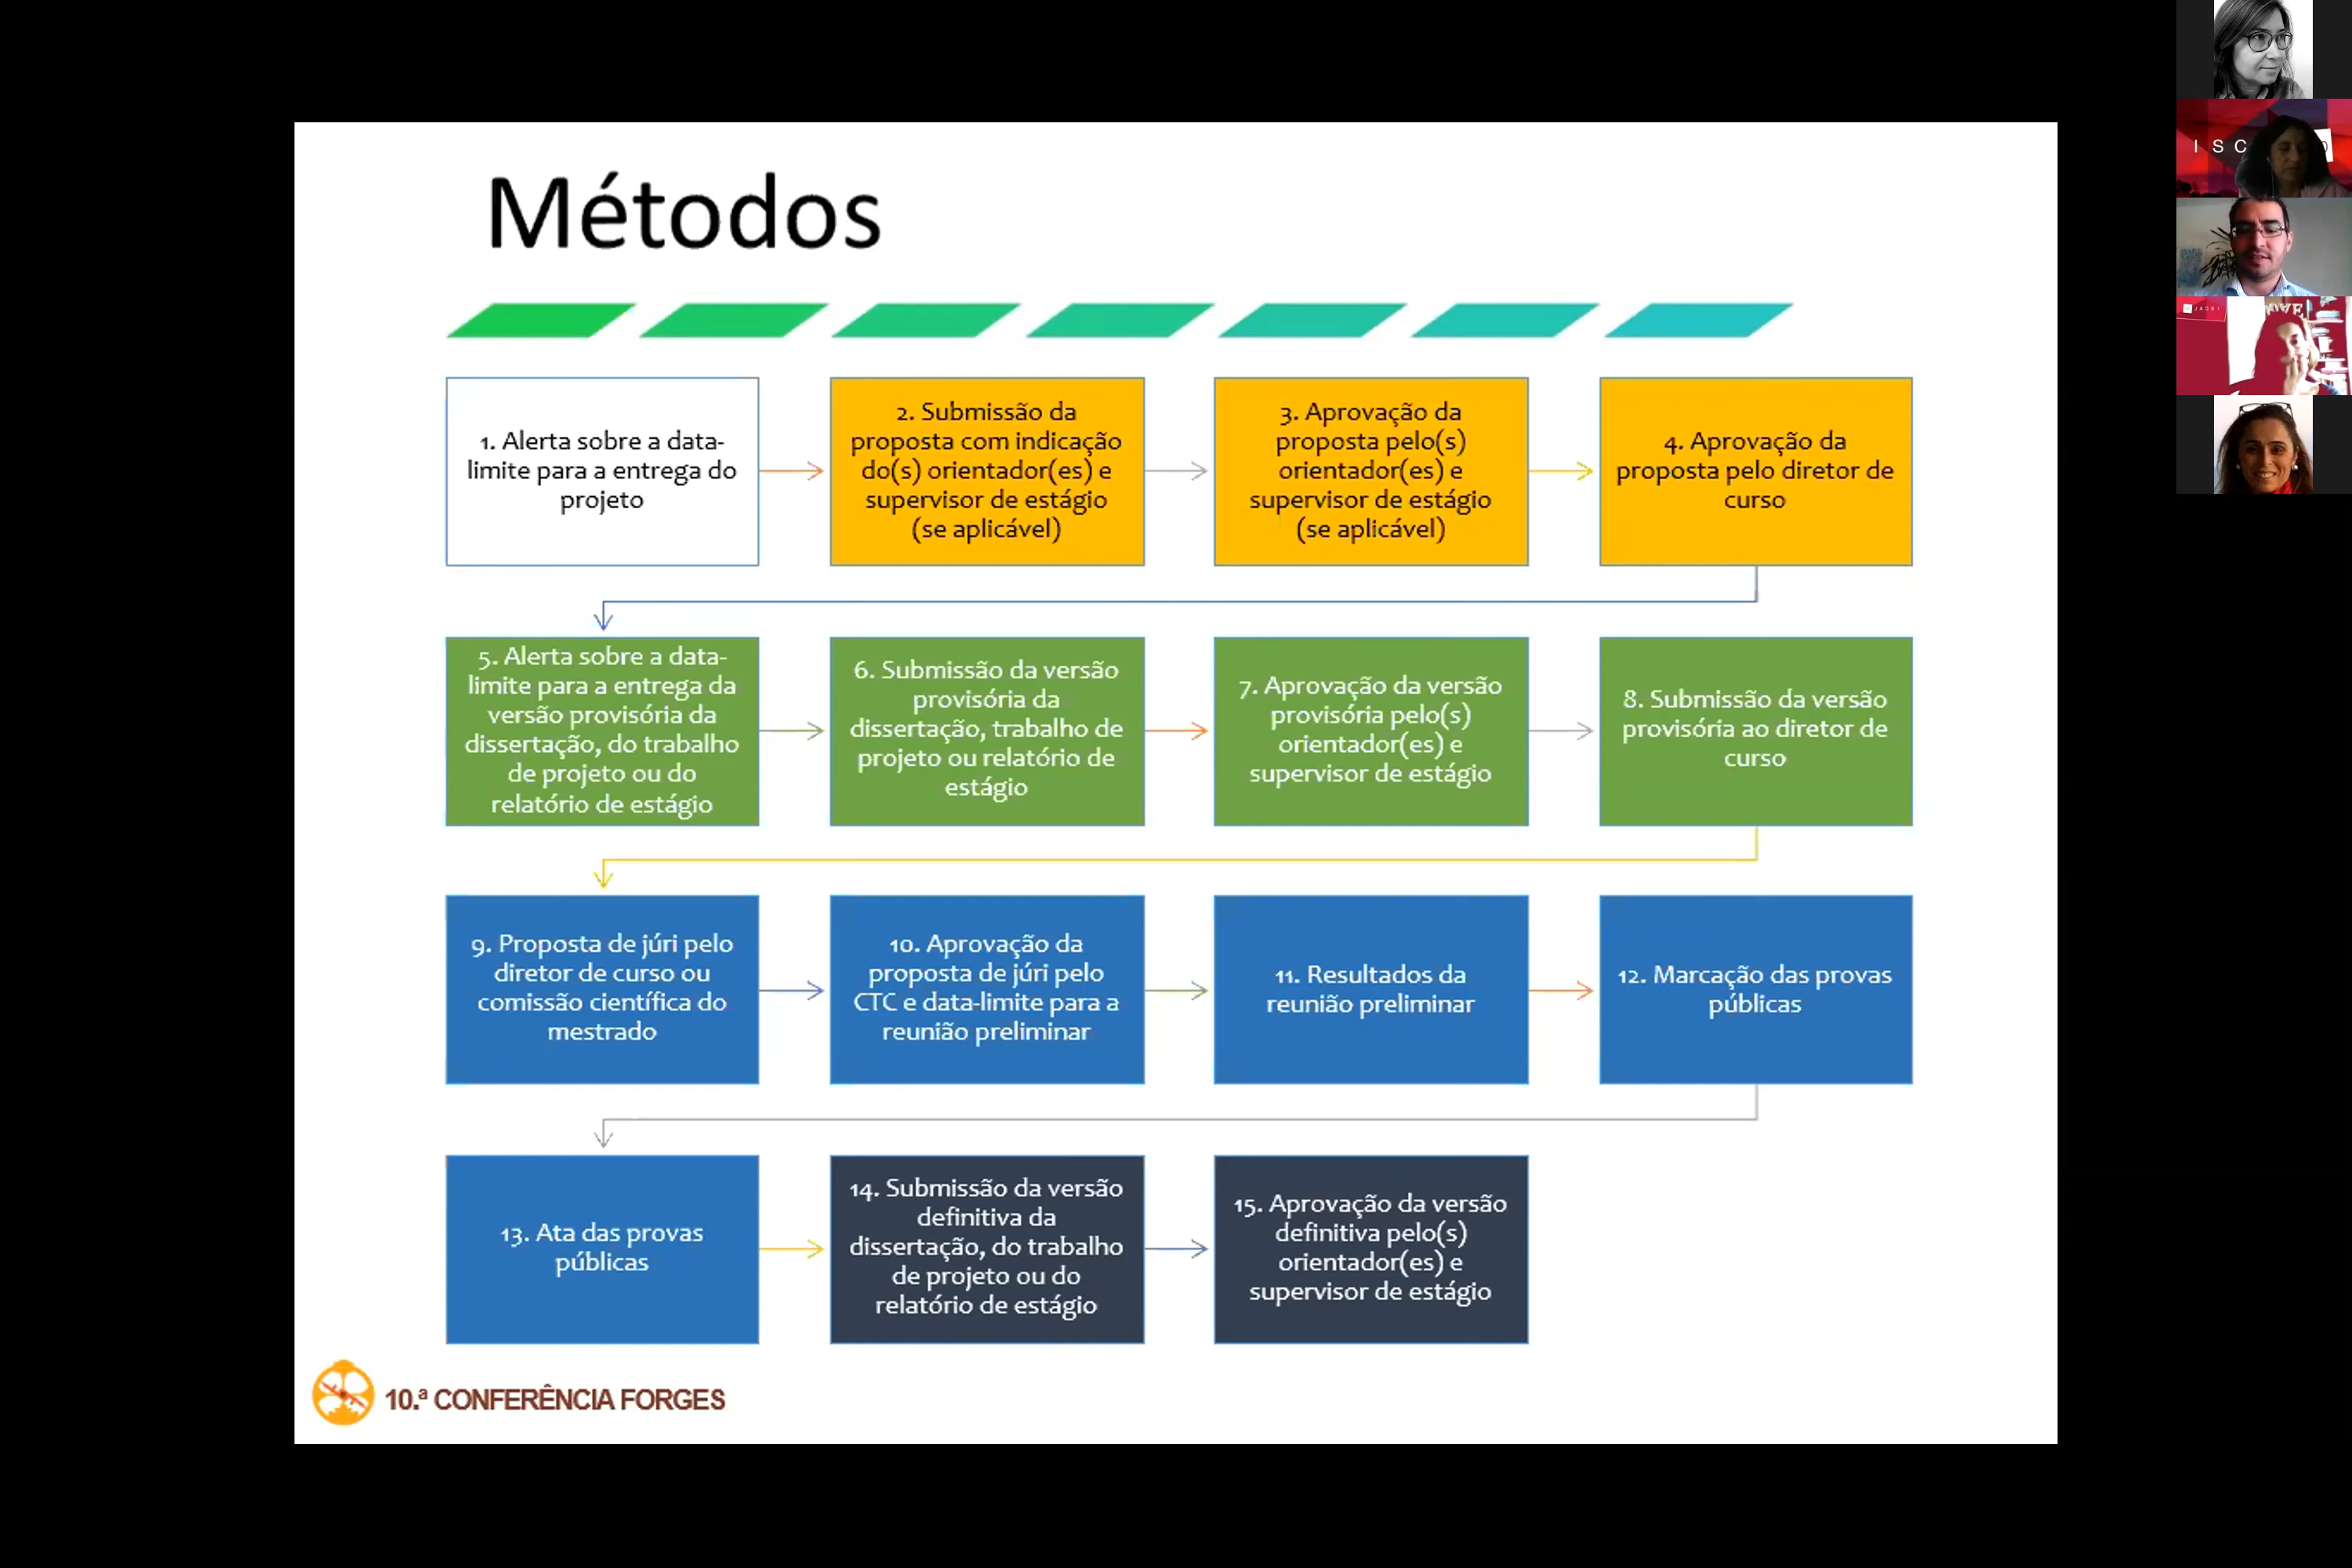 Métodos
1. Alerta sobre a data-
limite para a entrega do
projeto
2. Submissão da
proposta com indicação
do(s) orientador(es) e
supervisor de estágio
(se aplicável)
3. Aprovação da
proposta pelo(s)
orientador(es) e
supervisor de estágio
(se aplicável)
4. Aprovação da
proposta pelo diretor de
curso
5. Alerta sobre a data-
limite para a entrega da
versão provisória da
dissertação, do trabalho
de projeto ou do
relatório de estágio
6. Submissão da versão
provisória da
dissertação, trabalho de
projeto ou relatório de
estágio
7. Aprovação da versão
provisória pelo(s)
orientador(es) e
supervisor de estágio
8. Submissão da versão
provisória ao diretor de
curso
9. Proposta de júri pelo
diretor de curso ou
comissão científica do
mestrado
10. Aprovação da
proposta de júri pelo
CTC e data-limite para a
reunião preliminar
11. Resultados da
reunião preliminar
12. Marcação das provas
públicas
13. Ata das provas
públicas
14. Submissão da versão
definitiva da
dissertação, do trabalho
de projeto ou do
relatório de estágio
15. Aprovação da versão
definitiva pelo(s)
orientador(es) e
supervisor de estágio
10.ª CONFERÊNCIA FORGES
I S C